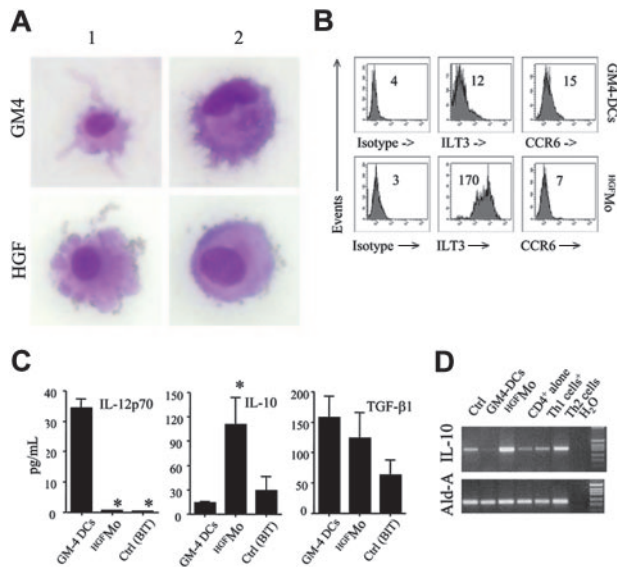 A
1
2
GM4
HGF
B
4
12
15
Isotype ->
ILT3 ->
CCR6 ->
GM4-DCs
3
170
7
Isotype →
ILT3 →
CCR6 →
HGFMo
Events
C
IL-12p70
pg/mL
40
30
20
10
0
GM-4 DCs
HGFMo
Ctrl (BIT)
*
*
IL-10
150
120
90
60
30
0
*
GM-4 DCs
HGFMo
Ctrl (BIT)
TGF-β1
200
150
100
50
0
GM-4 DCs
HGFMo
Ctrl (BIT)
D
Ctrl
GM4-DCs
HGFMo
CD4+ alone
Th1 cells+
Th2 cells
H2O
IL-10
Ald-A